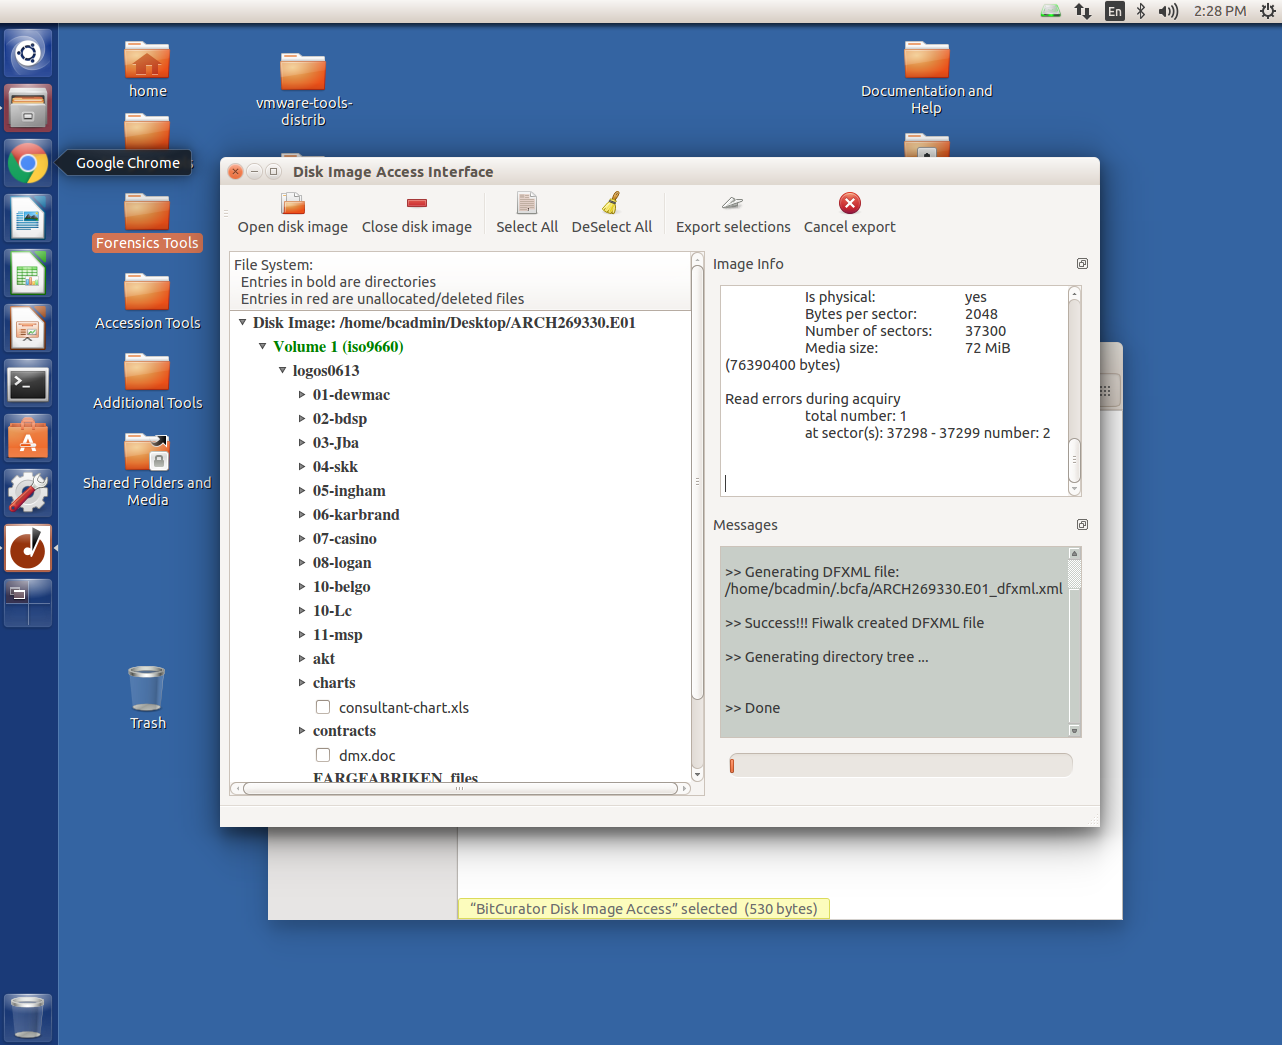 En
2:28 PM
home
vmware-tools-
distrib
Documentation and
Help
Google Chrome
Forensics Tools
Accession Tools
Additional Tools
Shared Folders and
Media
Trash
Disk Image Access Interface
Open disk image
Close disk image
Select All
DeSelect All
Export selections
Cancel export
File System:
Entries in bold are directories
Entries in red are unallocated/deleted files
Disk Image: /home/bcadmin/Desktop/ARCH269330.E01
Volume 1 (iso9660)
logos0613
01-dewmac
02-bdsp
03-Jba
04-skk
05-ingham
06-karbrand
07-casino
08-logan
10-belgo
10-Lc
11-msp
akt
charts
consultant-chart.xls
contracts
dmx.doc
FARGFABRIKEN_files
Image Info
Is physical: yes
Bytes per sector: 2048
Number of sectors: 37300
Media size: 72 MiB
(76390400 bytes)
Read errors during acquiry
total number: 1
at sector(s): 37298 - 37299 number: 2
Messages
>> Generating DFXML file:
/home/bcadmin/.bcfa/ARCH269330.E01_dfxml.xml
>> Success!!! Fiwalk created DFXML file
>> Generating directory tree ...
>> Done
“BitCurator Disk Image Access” selected (530 bytes)